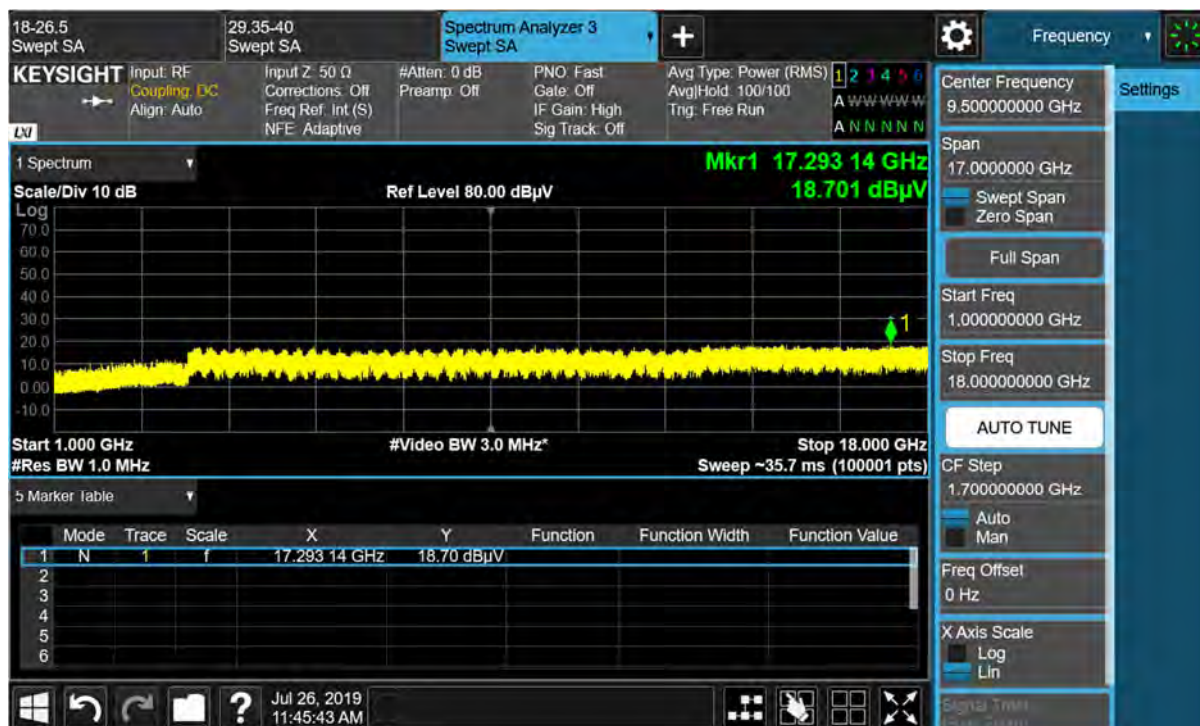 18-26.5
Swept SA
29.35-40
Swept SA
Spectrum Analyzer 3
Swept SA
Frequency
KEYSIGHT
LXI
Input: RF
Coupling: DC
Align: Auto
Input Z: 50 Ω
Corrections: Off
Freq Ref: Int (S)
NFE: Adaptive
#Atten: 0 dB
Preamp: Off
PNO: Fast
Gate: Off
IF Gain: High
Sig Track: Off
Avg Type: Power (RMS)
Avg|Hold: 100/100
Trig: Free Run
1 2 3 4 5 6
A W W W W W
A N N N N N
1 Spectrum
Scale/Div 10 dB
Ref Level 80.00 dBµV
Mkr1 17.293 14 GHz
18.701 dBµV
Log
70.0
60.0
50.0
40.0
30.0
20.0
10.0
0.00
-10.0
1
Start 1.000 GHz
#Video BW 3.0 MHz*
Stop 18.000 GHz
#Res BW 1.0 MHz
Sweep ~35.7 ms (100001 pts)
5 Marker Table
Mode Trace Scale X Y Function Function Width Function Value
1 N 1 f 17.293 14 GHz 18.70 dBµV
2
3
4
5
6
Jul 26, 2019
11:45:43 AM
Center Frequency
9.500000000 GHz
Settings
Span
17.0000000 GHz
Swept Span
Zero Span
Full Span
Start Freq
1.000000000 GHz
Stop Freq
18.000000000 GHz
AUTO TUNE
CF Step
1.700000000 GHz
Auto
Man
Freq Offset
0 Hz
X Axis Scale
Log
Lin